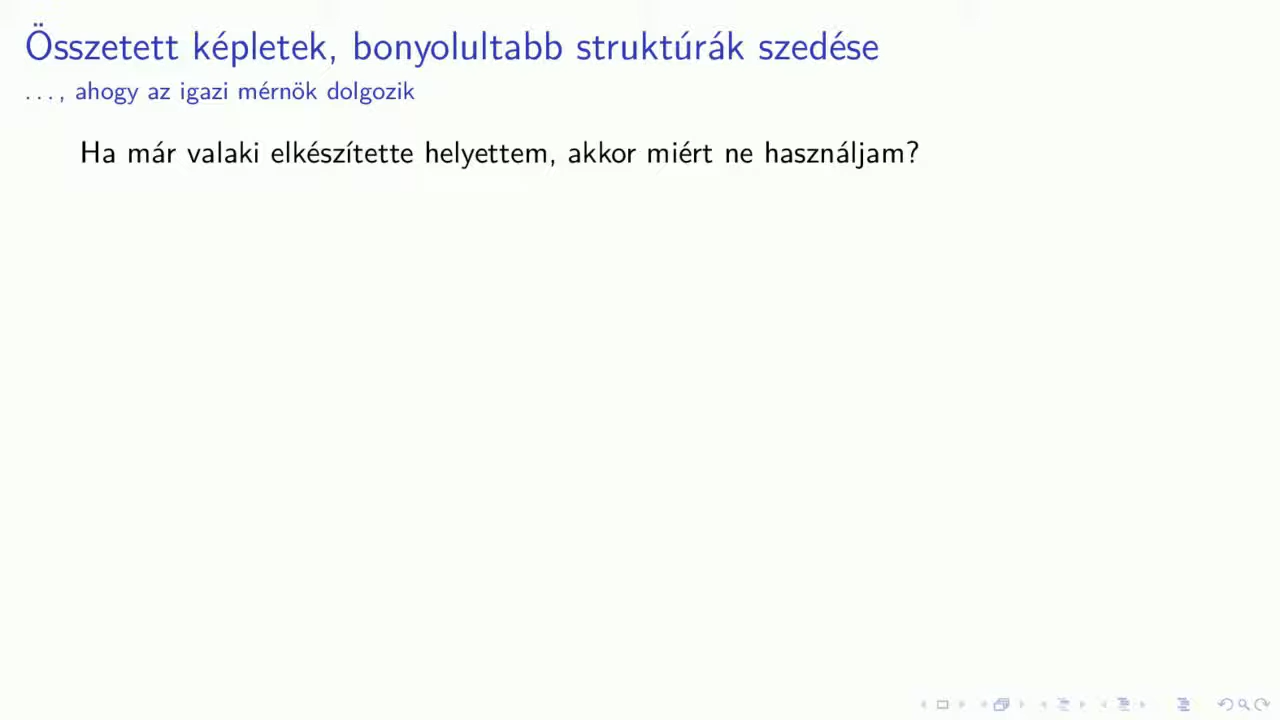 Összetett képletek, bonyolultabb struktúrák szedése
..., ahogy az igazi mérnök dolgozik
Ha már valaki elkészítette helyettem, akkor miért ne használjam?